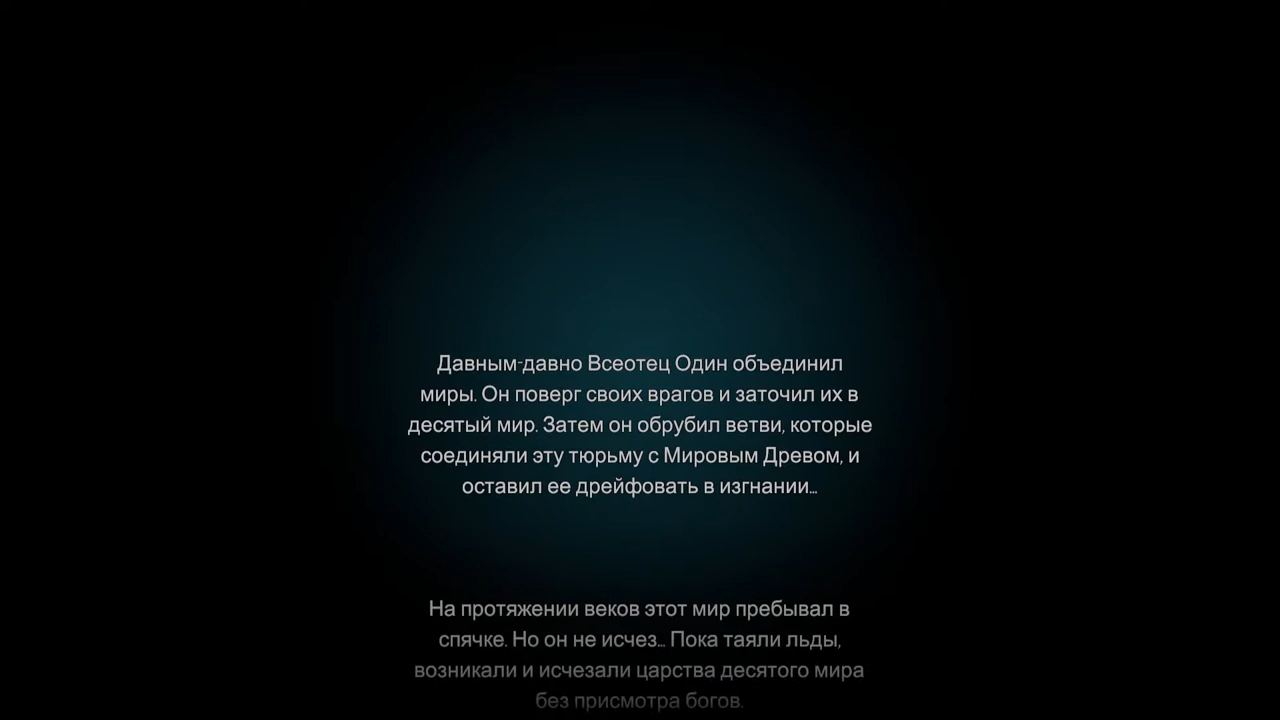 Давным-давно Всеотец Один объединил
миры. Он поверг своих врагов и заточил их в
десятый мир. Затем он обрубил ветви, которые
соединяли эту тюрьму с Мировым Древом, и
оставил ее дрейфовать в изгнании...
На протяжении веков этот мир пребывал в
спячке. Но он не исчез... Пока таяли льды,
возникали и исчезали царства десятого мира
без присмотра богов.